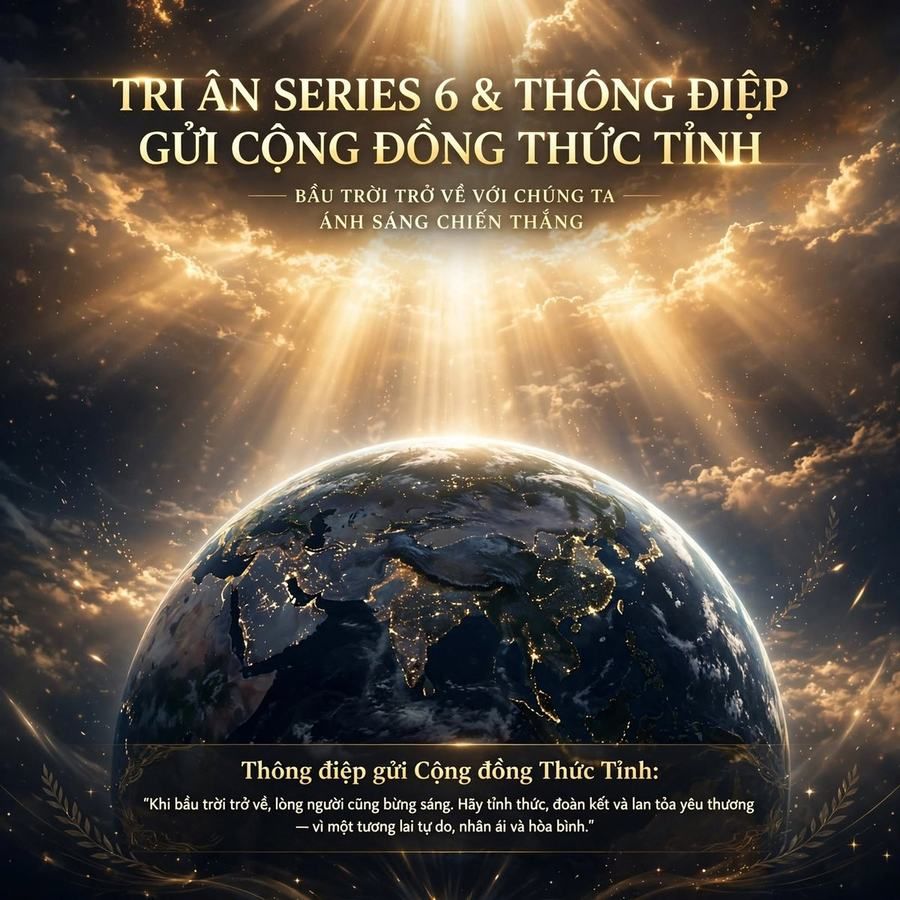 TRI ÂN SERIES 6 & THÔNG ĐIỆP
GỬI CỘNG ĐỒNG THỨC TỈNH
BẦU TRỜI TRỞ VỀ VỚI CHÚNG TA
ÁNH SÁNG CHIẾN THẮNG
Thông điệp gửi Cộng đồng Thức Tỉnh:
“Khi bầu trời trở về, lòng người cũng bừng sáng. Hãy tỉnh thức, đoàn kết và lan tỏa yêu thương
— vì một tương lai tự do, nhân ái và hòa bình.”